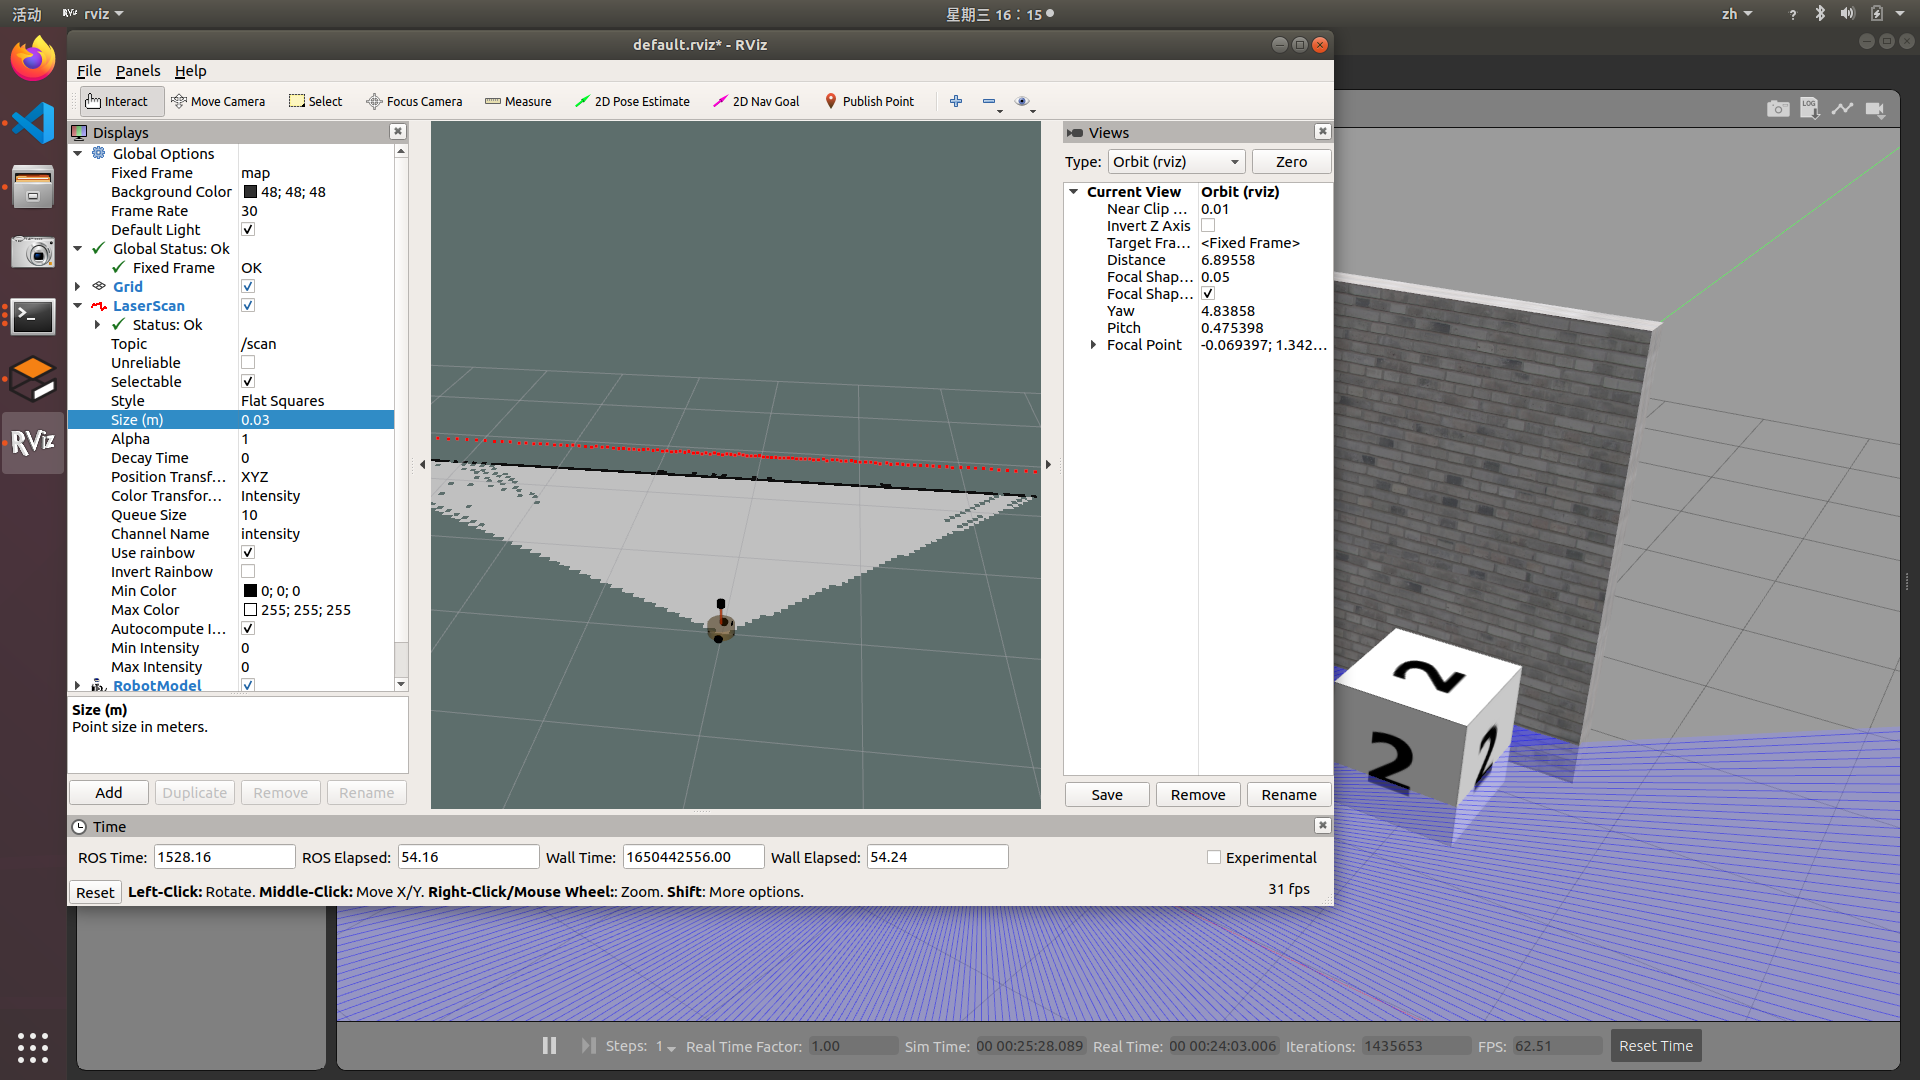 活动 rviz 星期三 16：15 zh ?
default.rviz* - RViz
File Panels Help
Interact Move Camera Select Focus Camera Measure 2D Pose Estimate 2D Nav Goal Publish Point
LOG
Displays
Global Options
Fixed Frame map
Background Color 48; 48; 48
Frame Rate 30
Default Light
Global Status: Ok
Fixed Frame OK
Grid
LaserScan
Status: Ok
Topic /scan
Unreliable
Selectable
Style Flat Squares
Size (m) 0.03
Alpha 1
Decay Time 0
Position Transf... XYZ
Color Transfor... Intensity
Queue Size 10
Channel Name intensity
Use rainbow
Invert Rainbow
Min Color 0; 0; 0
Max Color 255; 255; 255
Autocompute I...
Min Intensity 0
Max Intensity 0
RobotModel
Size (m)
Point size in meters.
Add Duplicate Remove Rename
Views
Type: Orbit (rviz) Zero
Current View Orbit (rviz)
Near Clip ... 0.01
Invert Z Axis
Target Fra... <Fixed Frame>
Distance 6.89558
Focal Shap... 0.05
Focal Shap...
Yaw 4.83858
Pitch 0.475398
Focal Point -0.069397; 1.342...
Save Remove Rename
2
2
2
RViz
Time
ROS Time: 1528.16 ROS Elapsed: 54.16 Wall Time: 1650442556.00 Wall Elapsed: 54.24 Experimental
Reset Left-Click: Rotate. Middle-Click: Move X/Y. Right-Click/Mouse Wheel:: Zoom. Shift: More options. 31 fps
Steps: 1 Real Time Factor: 1.00 Sim Time: 00 00:25:28.089 Real Time: 00 00:24:03.006 Iterations: 1435653 FPS: 62.51 Reset Time